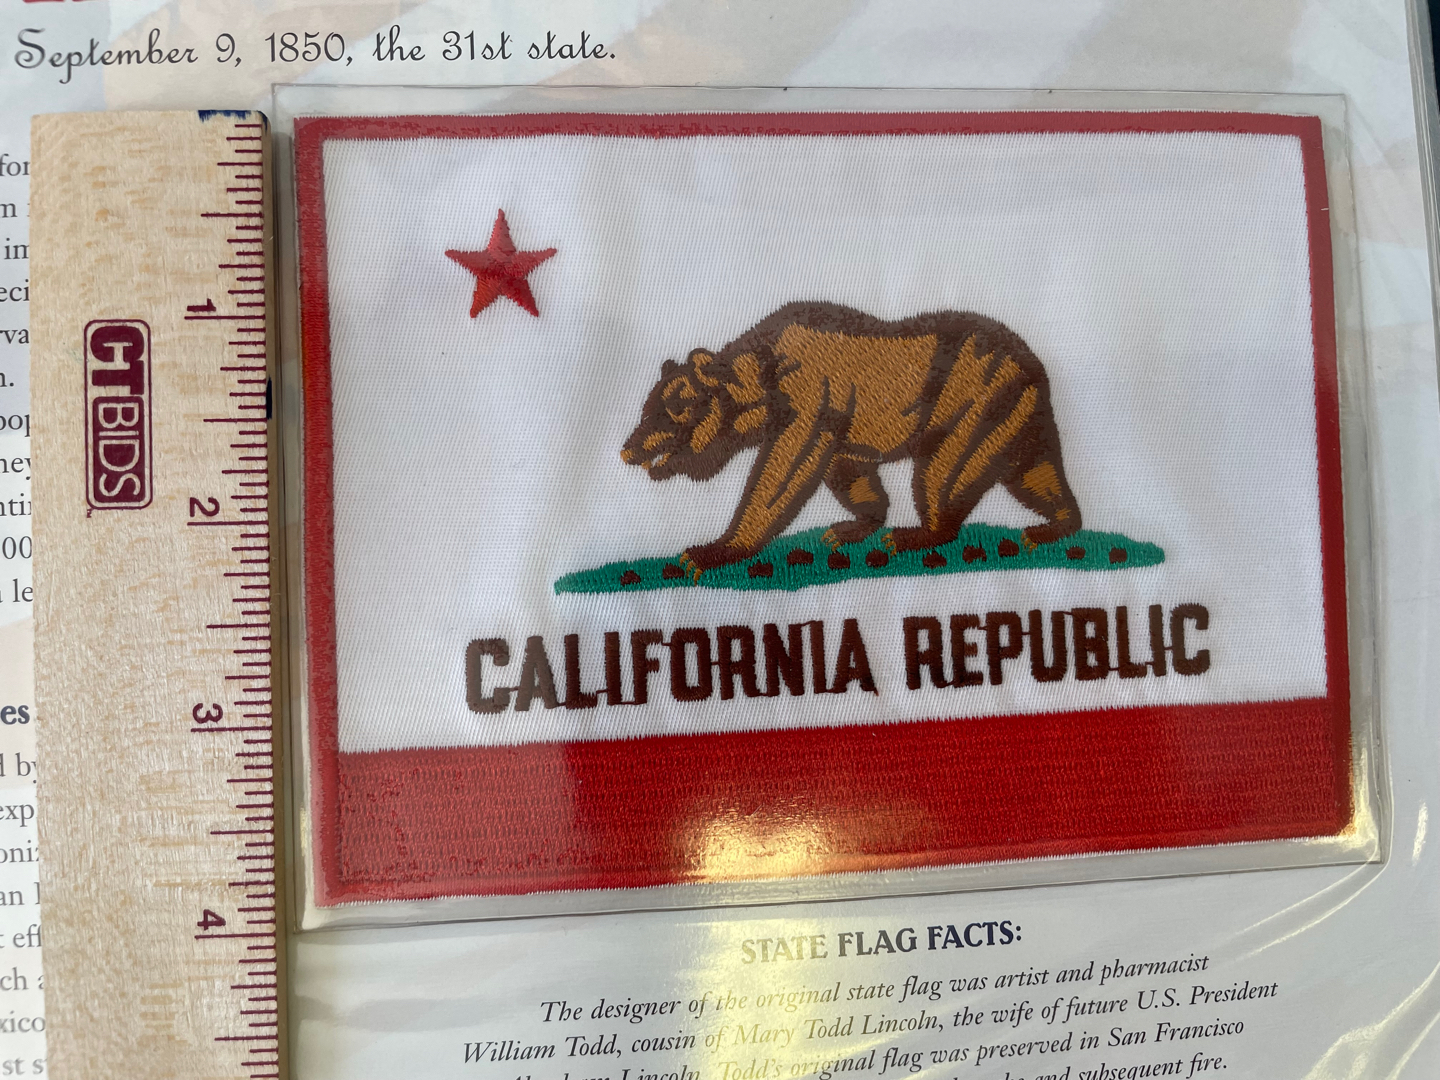 September 9, 1850, the 31st state.
1
CTBIDS
2
3
4
CALIFORNIA REPUBLIC
STATE FLAG FACTS:
The designer of the original state flag was artist and pharmacist
William Todd, cousin of Mary Todd Lincoln, the wife of future U.S. President
Lincoln. Todd's original flag was preserved in San Francisco
and subsequent fire.